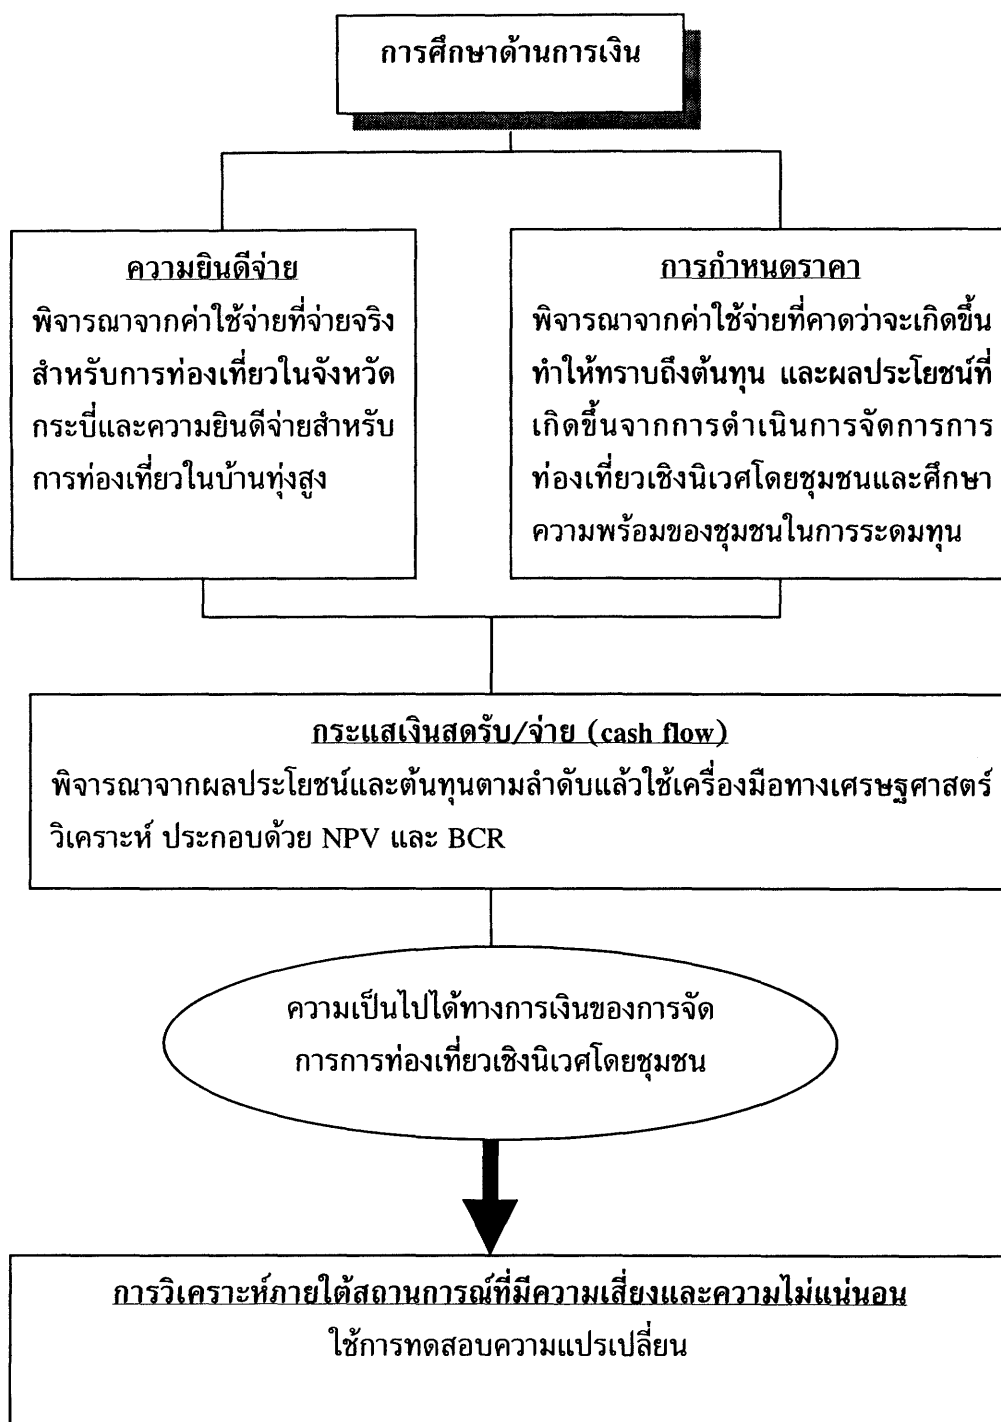 การศึกษาด้านการเงิน
ความยินดีจ่าย
พิจารณาจากค่าใช้จ่ายที่จ่ายจริง
สำหรับการท่องเที่ยวในจังหวัด
กระบี่และความยินดีจ่ายสำหรับ
การท่องเที่ยวในบ้านทุ่งสูง
การกำหนดราคา
พิจารณาจากค่าใช้จ่ายที่คาดว่าจะเกิดขึ้น
ทำให้ทราบถึงต้นทุน และผลประโยชน์ที่
เกิดขึ้นจากการดำเนินการจัดการการ
ท่องเที่ยวเชิงนิเวศโดยชุมชนและศึกษา
ความพร้อมของชุมชนในการระดมทุน
กระแสเงินสดรับ/จ่าย (cash flow)
พิจารณาจากผลประโยชน์และต้นทุนตามลำดับแล้วใช้เครื่องมือทางเศรษฐศาสตร์
วิเคราะห์ ประกอบด้วย NPV และ BCR
ความเป็นไปได้ทางการเงินของการจัด
การการท่องเที่ยวเชิงนิเวศโดยชุมชน
การวิเคราะห์ภายใต้สถานการณ์ที่มีความเสี่ยงและความไม่แน่นอน
ใช้การทดสอบความแปรเปลี่ยน